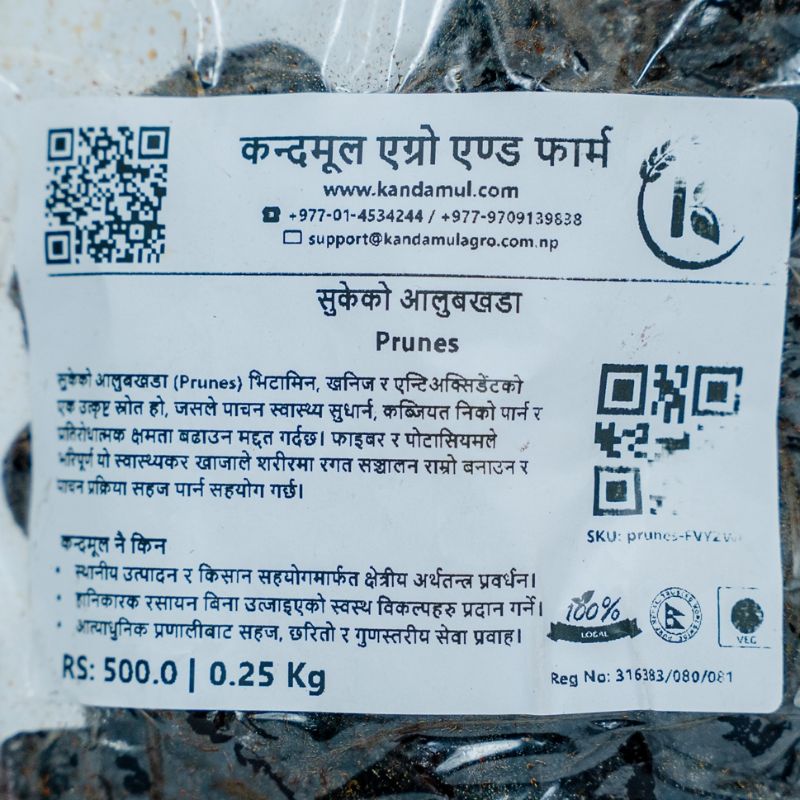 कन्दमूल एग्रो एण्ड फार्म
www.kandamul.com
+977-01-4534244 / +977-9709139838
support@kandamulagro.com.np
सुकेको आलुबखडा
Prunes
सुकेको आलुबखडा (Prunes) भिटामिन, खनिज र एन्टिअक्सिडेंटको
एक उत्कृष्ट स्रोत हो, जसले पाचन स्वास्थ्य सुधार्न, कब्जियत निको पार्न र
प्रतिरोधात्मक क्षमता बढाउन मद्दत गर्दछ। फाइबर र पोटासियमले
भरिपूर्ण यो स्वास्थ्यकर खाजाले शरीरमा रगत सञ्चालन राम्रो बनाउन र
पाचन प्रक्रिया सहज पार्न सहयोग गर्छ।
SKU:
कन्दमूल नै किन
• स्थानीय उत्पादन र किसान सहयोगमार्फत क्षेत्रीय अर्थतन्त्र प्रवर्धन।
• हानिकारक रसायन बिना उत्जाइएको स्वस्थ विकल्पहरु प्रदान गर्ने।
• आत्याधुनिक प्रणालीबाट सहज, छरितो र गुणस्तरीय सेवा प्रवाह।
100%
LOCAL
VEG
RS: 500.0 | 0.25 Kg
Reg No: 316383/080/081